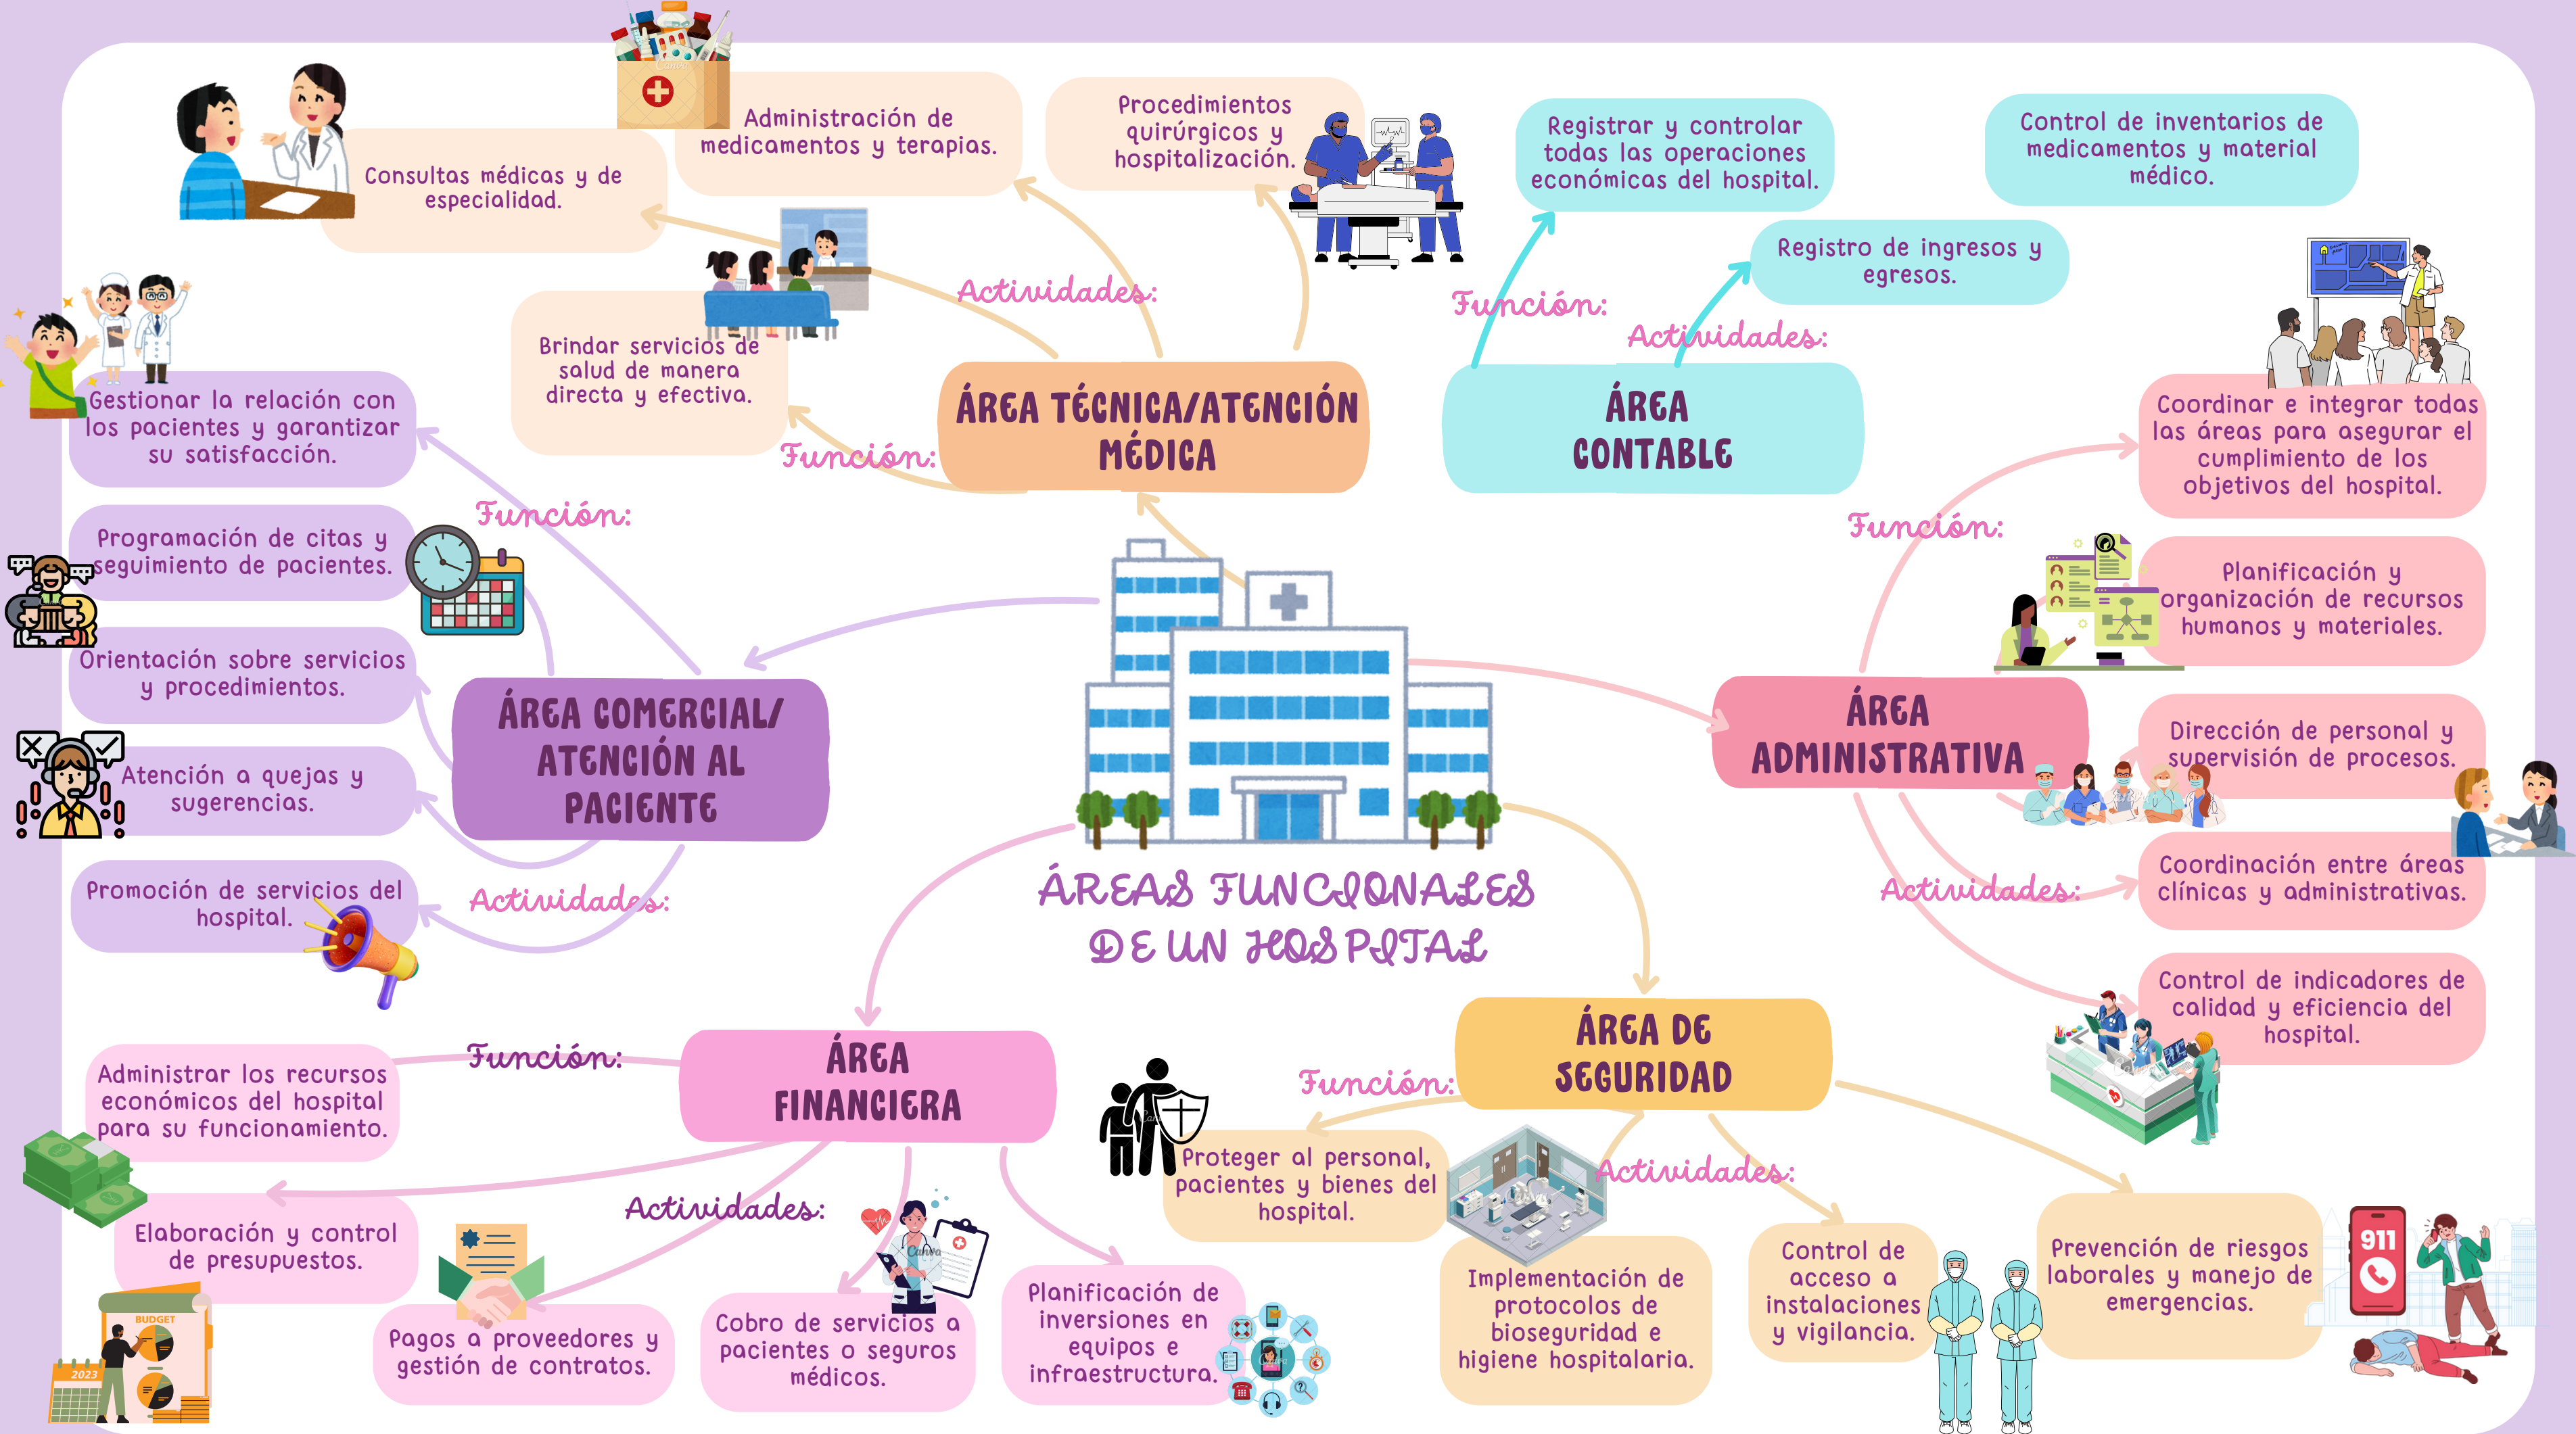 ÁREAS FUNCIONALES
DE UN HOSPITAL
ÁREA TÉCNICA/ATENCIÓN
MÉDICA
Función:
Brindar servicios de
salud de manera
directa y efectiva.
Actividades:
Consultas médicas y de
especialidad.
Administración de
medicamentos y terapias.
Procedimientos
quirúrgicos y
hospitalización.
ÁREA
CONTABLE
Función:
Registrar y controlar
todas las operaciones
económicas del hospital.
Actividades:
Registro de ingresos y
egresos.
Control de inventarios de
medicamentos y material
médico.
ÁREA
ADMINISTRATIVA
Función:
Coordinar e integrar todas
las áreas para asegurar el
cumplimiento de los
objetivos del hospital.
Actividades:
Planificación y
organización de recursos
humanos y materiales.
Dirección de personal y
supervisión de procesos.
Coordinación entre áreas
clínicas y administrativas.
Control de indicadores de
calidad y eficiencia del
hospital.
ÁREA COMERCIAL/
ATENCIÓN AL
PACIENTE
Función:
Gestionar la relación con
los pacientes y garantizar
su satisfacción.
Actividades:
Programación de citas y
seguimiento de pacientes.
Orientación sobre servicios
y procedimientos.
Atención a quejas y
sugerencias.
Promoción de servicios del
hospital.
ÁREA
FINANCIERA
Función:
Administrar los recursos
económicos del hospital
para su funcionamiento.
Actividades:
Elaboración y control
de presupuestos.
BUDGET
2023
Pagos a proveedores y
gestión de contratos.
Canva
Cobro de servicios a
pacientes o seguros
médicos.
Planificación de
inversiones en
equipos e
infraestructura.
ÁREA DE
SEGURIDAD
Función:
Proteger al personal,
pacientes y bienes del
hospital.
Actividades:
Implementación de
protocolos de
bioseguridad e
higiene hospitalaria.
Control de
acceso a
instalaciones
y vigilancia.
Prevención de riesgos
laborales y manejo de
emergencias.
911